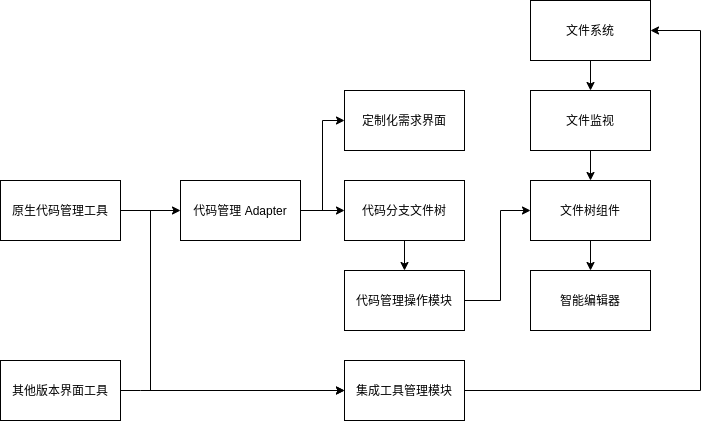 文件系统
定制化需求界面
文件监视
原生代码管理工具
代码管理 Adapter
代码分支文件树
文件树组件
代码管理操作模块
智能编辑器
其他版本界面工具
集成工具管理模块